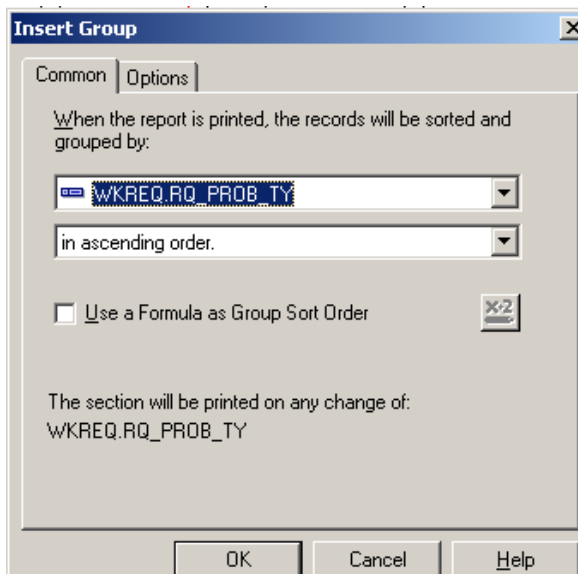 Insert Group
Common Options
When the report is printed, the records will be sorted and
grouped by:
WKREQ.RQ_PROB_TY
in ascending order.
Use a Formula as Group Sort Order
x+2
The section will be printed on any change of:
WKREQ.RQ_PROB_TY
OK Cancel Help